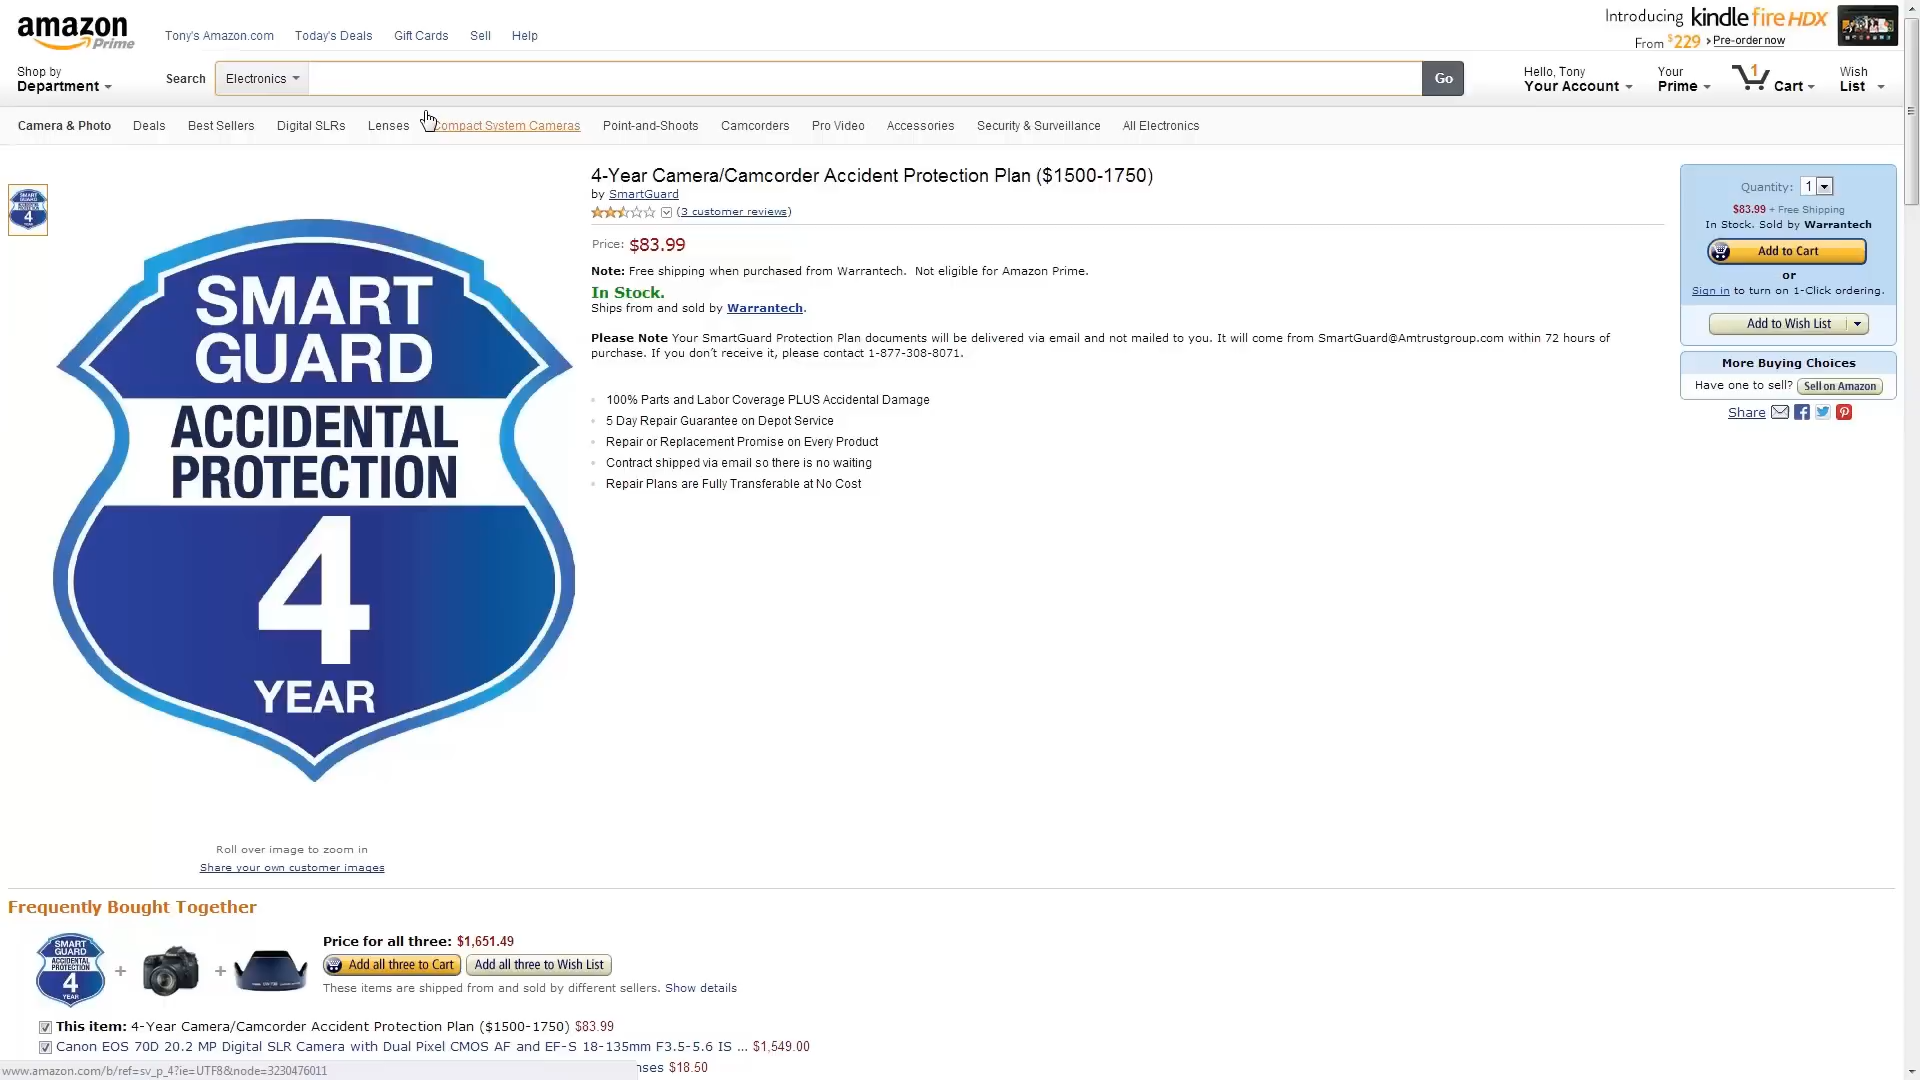 amazon
Prime
Tony's Amazon.com
Today's Deals
Gift Cards
Sell
Help
Introducing kindle fire HDX
From $229 › Pre-order now
Shop by
Department
Search
Electronics
Go
Hello, Tony
Your Account
Your
Prime
1
Cart
Wish
List
Camera & Photo
Deals
Best Sellers
Digital SLRs
Lenses
Compact System Cameras
Point-and-Shoots
Camcorders
Pro Video
Accessories
Security & Surveillance
All Electronics
SMART
GUARD
ACCIDENTAL
PROTECTION
4
YEAR
SMART
GUARD
ACCIDENTAL
PROTECTION
4
YEAR
Roll over image to zoom in
Share your own customer images
4-Year Camera/Camcorder Accident Protection Plan ($1500-1750)
by SmartGuard
(3 customer reviews)
Price: $83.99
Note: Free shipping when purchased from Warrantech. Not eligible for Amazon Prime.
In Stock.
Ships from and sold by Warrantech.
Please Note Your SmartGuard Protection Plan documents will be delivered via email and not mailed to you. It will come from SmartGuard@Amtrustgroup.com within 72 hours of
purchase. If you don't receive it, please contact 1-877-308-8071.
100% Parts and Labor Coverage PLUS Accidental Damage
5 Day Repair Guarantee on Depot Service
Repair or Replacement Promise on Every Product
Contract shipped via email so there is no waiting
Repair Plans are Fully Transferable at No Cost
Quantity: 1
$83.99 + Free Shipping
In Stock. Sold by Warrantech
Add to Cart
or
Sign in to turn on 1-Click ordering.
Add to Wish List
More Buying Choices
Have one to sell? Sell on Amazon
Share
Frequently Bought Together
SMART
GUARD
ACCIDENTAL
PROTECTION
4
YEAR
+
+
Price for all three: $1,651.49
Add all three to Cart
Add all three to Wish List
These items are shipped from and sold by different sellers. Show details
This item: 4-Year Camera/Camcorder Accident Protection Plan ($1500-1750) $83.99
Canon EOS 70D 20.2 MP Digital SLR Camera with Dual Pixel CMOS AF and EF-S 18-135mm F3.5-5.6 IS ... $1,549.00
nses $18.50
www.amazon.com/b/ref=sv_p_4?ie=UTF8&node=3230476011